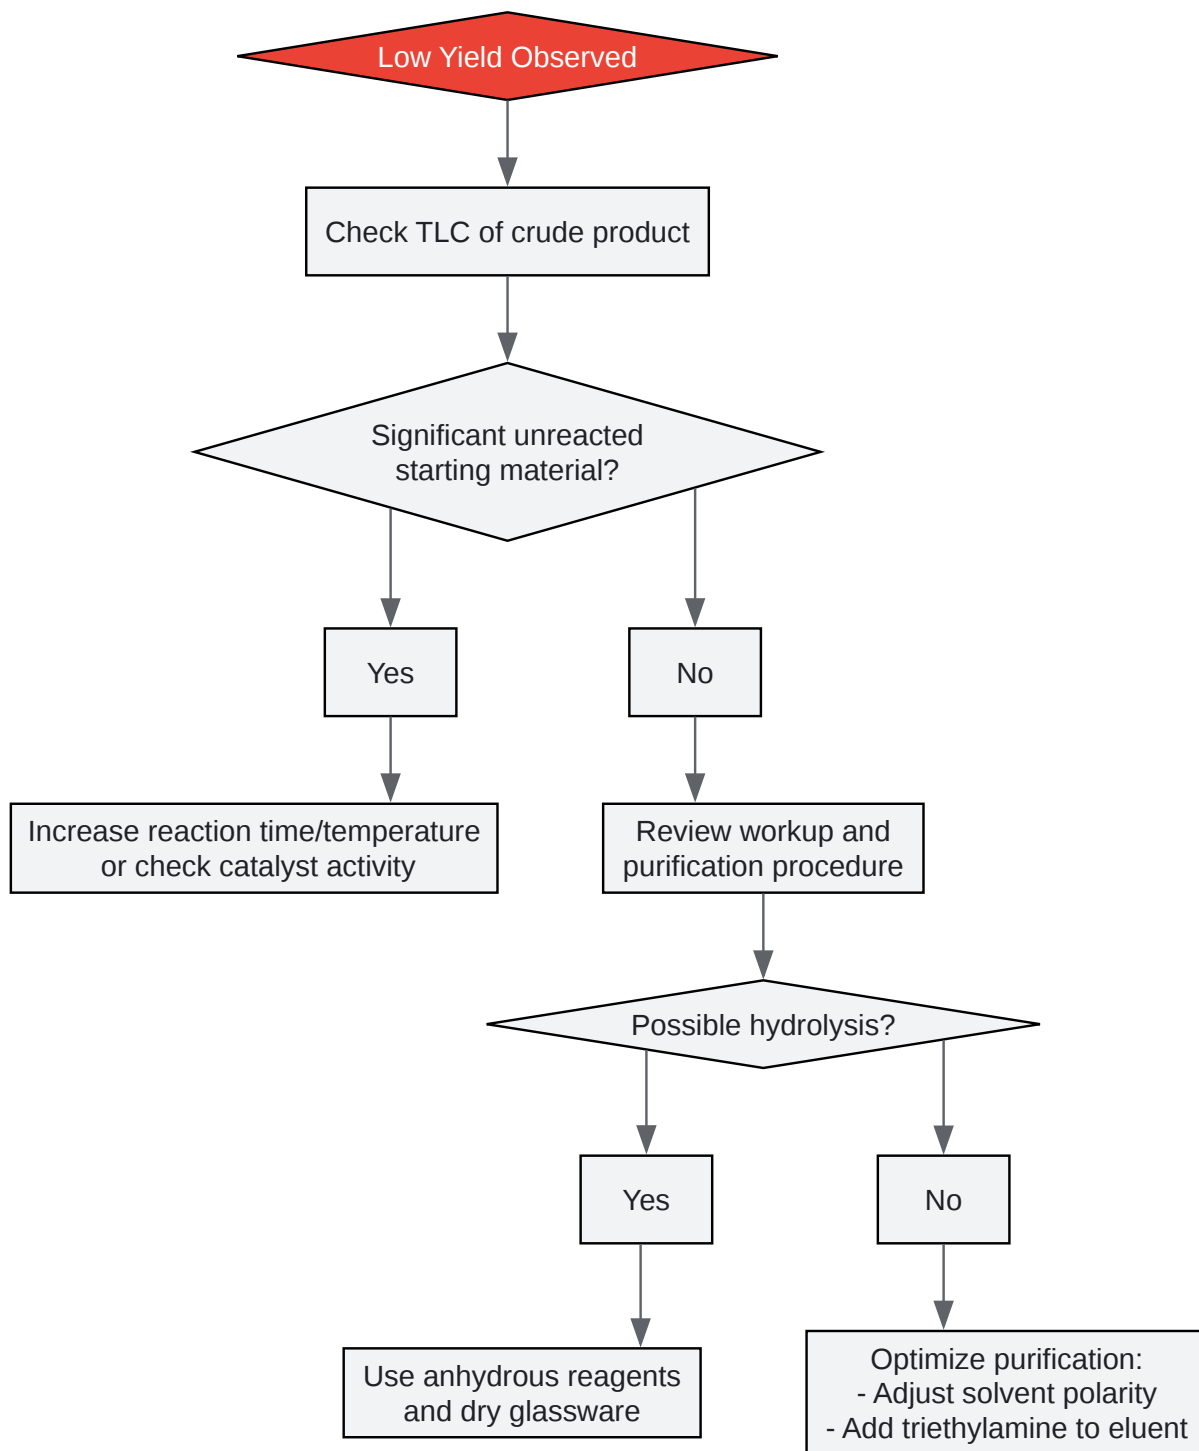 Low Yield Observed
Check TLC of crude product
Significant unreacted
starting material?
Yes
No
Increase reaction time/temperature
or check catalyst activity
Review workup and
purification procedure
Possible hydrolysis?
Yes
No
Use anhydrous reagents
and dry glassware
Optimize purification:
- Adjust solvent polarity
- Add triethylamine to eluent